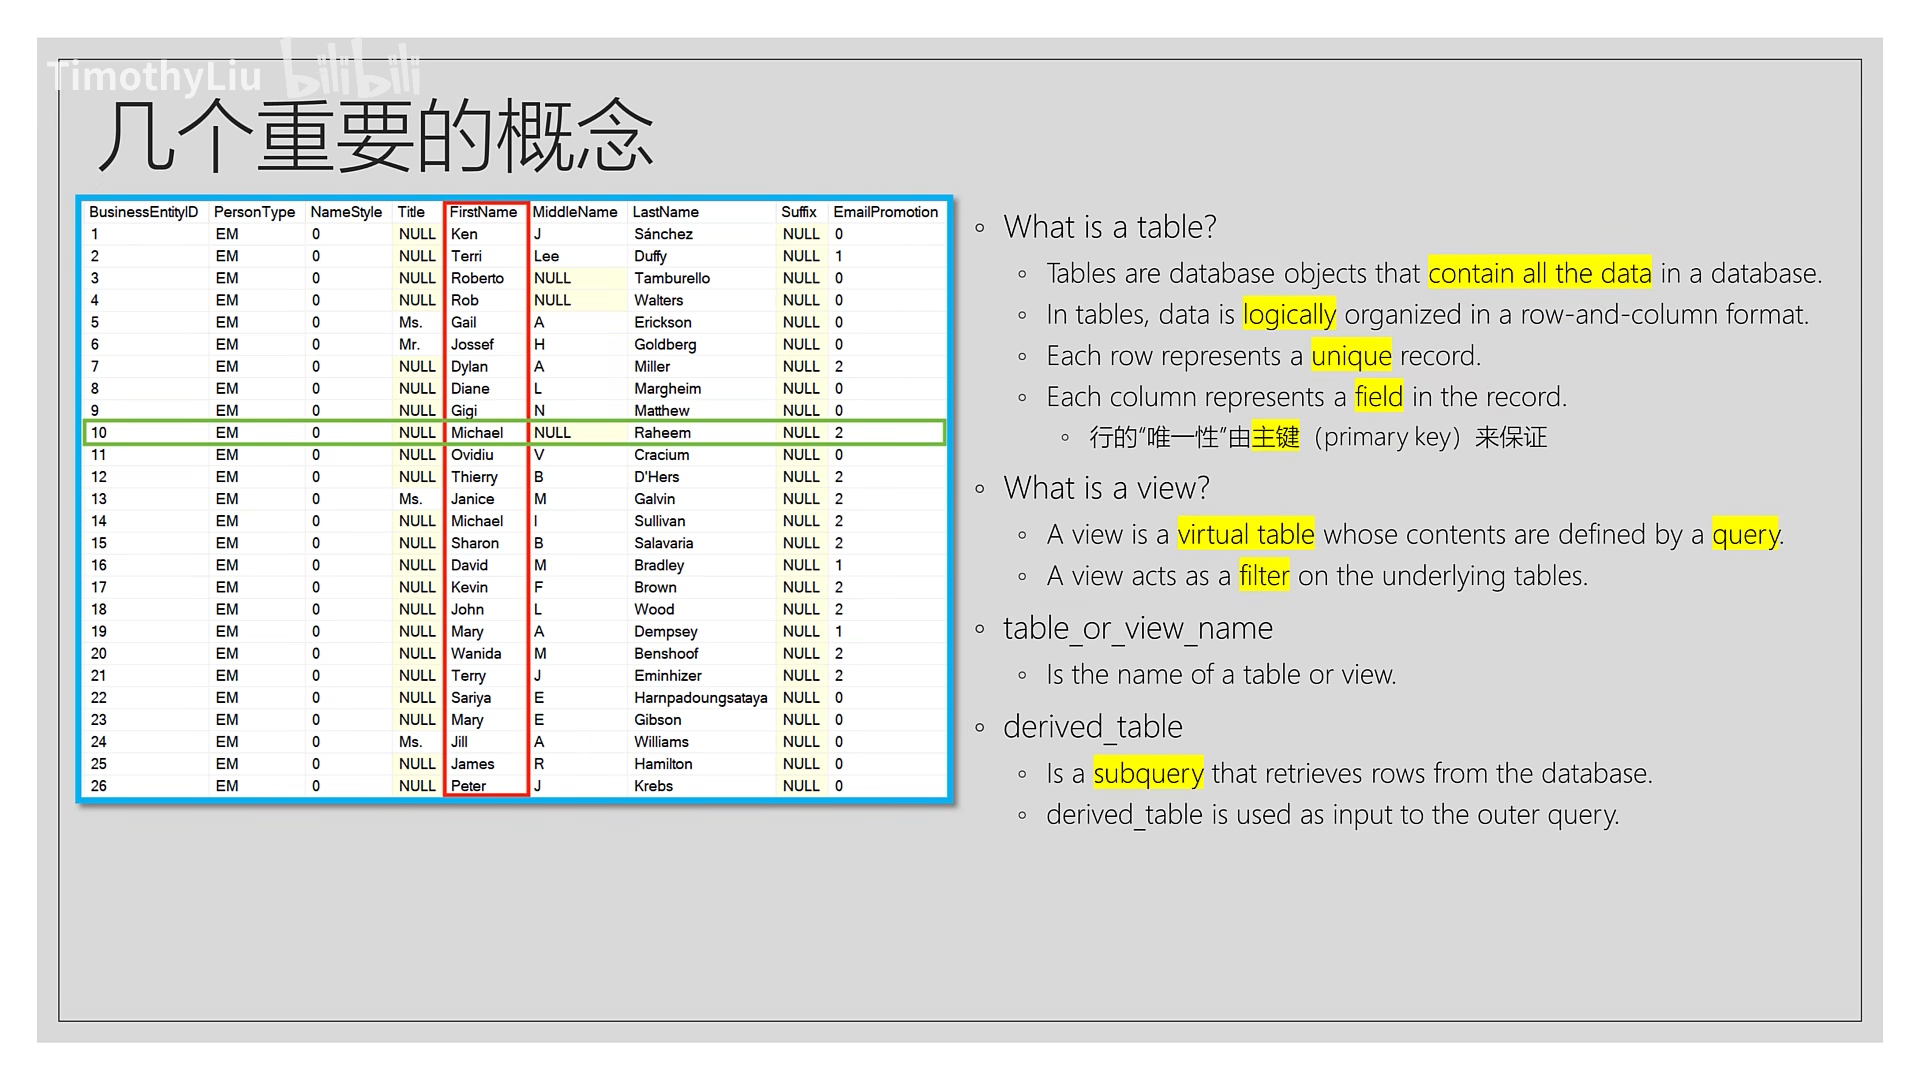 TimothyLiu bilibili
几个重要的概念
BusinessEntityID PersonType NameStyle Title FirstName MiddleName LastName Suffix EmailPromotion
1 EM 0 NULL Ken J Sánchez NULL 0
2 EM 0 NULL Terri Lee Duffy NULL 1
3 EM 0 NULL Roberto NULL Tamburello NULL 0
4 EM 0 NULL Rob NULL Walters NULL 0
5 EM 0 Ms. Gail A Erickson NULL 0
6 EM 0 Mr. Jossef H Goldberg NULL 0
7 EM 0 NULL Dylan A Miller NULL 2
8 EM 0 NULL Diane L Margheim NULL 0
9 EM 0 NULL Gigi N Matthew NULL 0
10 EM 0 NULL Michael NULL Raheem NULL 2
11 EM 0 NULL Ovidiu V Cracium NULL 0
12 EM 0 NULL Thierry B D'Hers NULL 2
13 EM 0 Ms. Janice M Galvin NULL 2
14 EM 0 NULL Michael I Sullivan NULL 2
15 EM 0 NULL Sharon B Salavaria NULL 2
16 EM 0 NULL David M Bradley NULL 1
17 EM 0 NULL Kevin F Brown NULL 2
18 EM 0 NULL John L Wood NULL 2
19 EM 0 NULL Mary A Dempsey NULL 1
20 EM 0 NULL Wanida M Benshoof NULL 2
21 EM 0 NULL Terry J Eminhizer NULL 2
22 EM 0 NULL Sariya E Harnpadoungsataya NULL 0
23 EM 0 NULL Mary E Gibson NULL 0
24 EM 0 Ms. Jill A Williams NULL 0
25 EM 0 NULL James R Hamilton NULL 0
26 EM 0 NULL Peter J Krebs NULL 0
What is a table?
Tables are database objects that contain all the data in a database.
In tables, data is logically organized in a row-and-column format.
Each row represents a unique record.
Each column represents a field in the record.
行的“唯一性”由主键（primary key）来保证
What is a view?
A view is a virtual table whose contents are defined by a query.
A view acts as a filter on the underlying tables.
table_or_view_name
Is the name of a table or view.
derived_table
Is a subquery that retrieves rows from the database.
derived_table is used as input to the outer query.